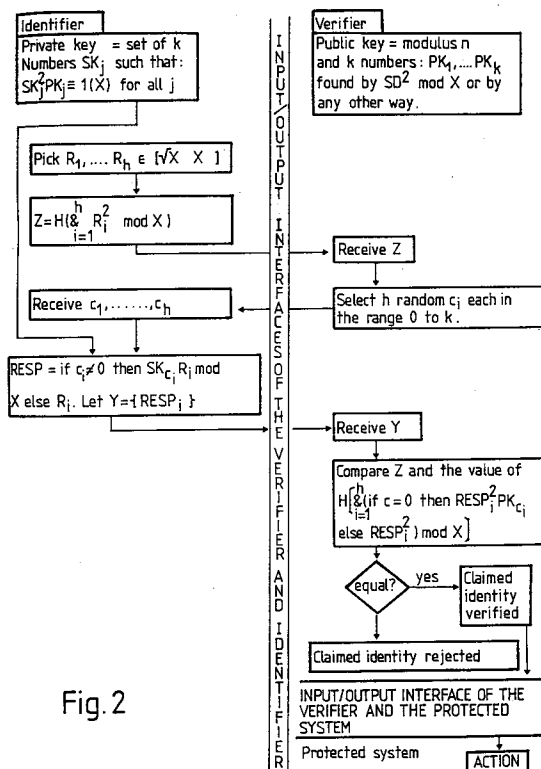 Identifier
Private key = set of k
Numbers SKj such that:
SKj²PKj ≡ 1(X) for all j
Pick R₁,.... Rh ∈ [√X X ]
Z=H(& Ri² mod X)
h
i=1
Receive c₁,......,ch
RESP = if ci≠0 then SKci Ri mod
X else Ri. Let Y={RESPi}
INPUT/OUTPUT INTERFACES OF THE VERIFIER AND IDENTIFIER
Verifier
Public key = modulus n
and k numbers: PK₁,....PKk
found by SD² mod X or by
any other way.
Receive Z
Select h random ci each in
the range 0 to k.
Receive Y
Compare Z and the value of
h
H[&(if c=0 then RESPi²PKci
i=1
else RESPi²) mod X]
equal?
yes
Claimed
identity
verified
Claimed identity rejected
INPUT/OUTPUT INTERFACE OF THE
VERIFIER AND THE PROTECTED
SYSTEM
Protected system
ACTION
Fig. 2